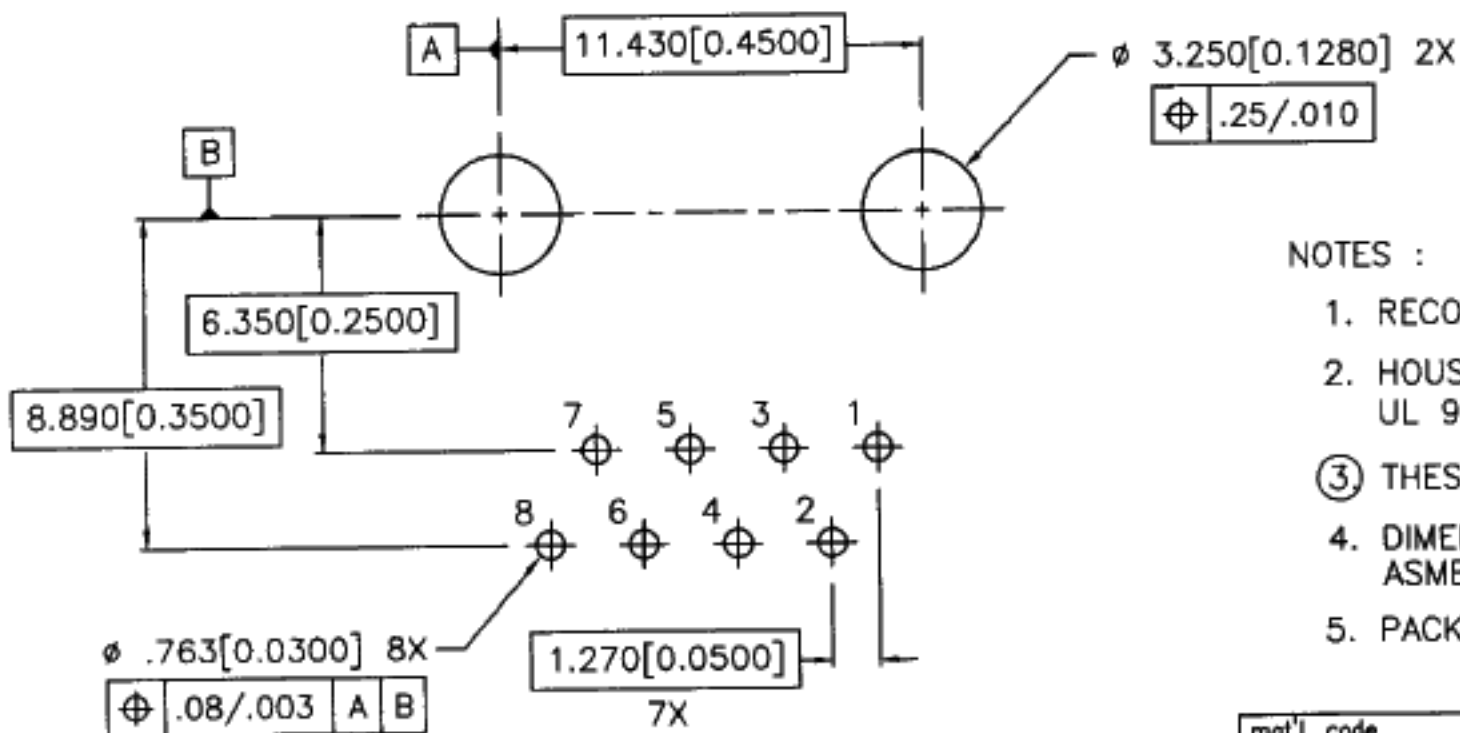 A
11.430[0.4500]
ø 3.250[0.1280] 2X
⌖ .25/.010
B
6.350[0.2500]
8.890[0.3500]
7 5 3 1
8 6 4 2
ø .763[0.0300] 8X
⌖ .08/.003 A B
1.270[0.0500]
7X
NOTES :
1. RECO
2. HOUS
UL 9
③ THES
4. DIME
ASME
5. PACK
mat'l. code